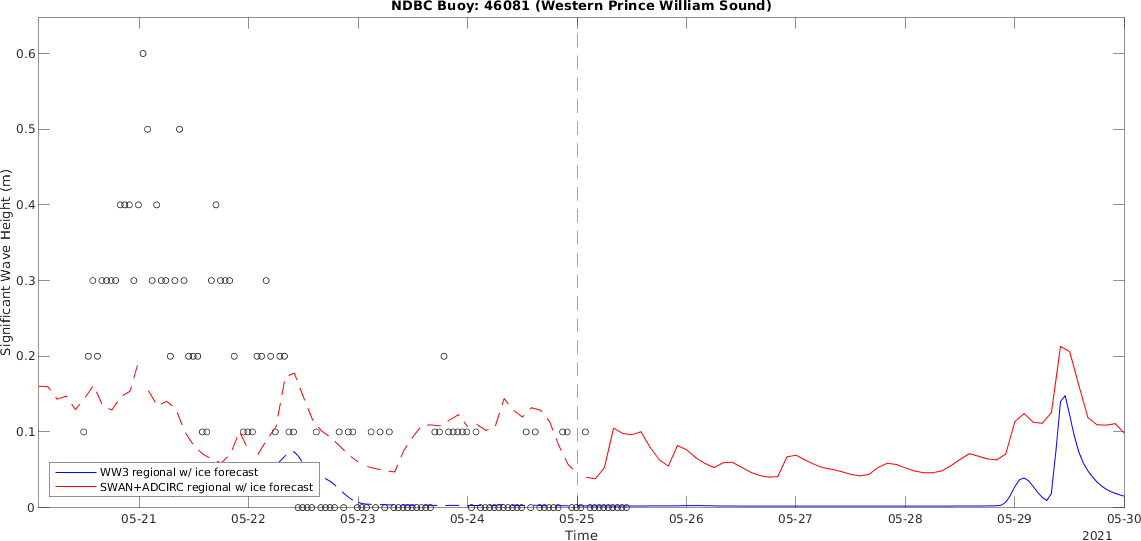 NDBC Buoy: 46081 (Western Prince William Sound)
Significant Wave Height (m)
0.6
0.5
0.4
0.3
0.2
0.1
0
WW3 regional w/ ice forecast
SWAN+ADCIRC regional w/ ice forecast
05-21 05-22 05-23 05-24 05-25 05-26 05-27 05-28 05-29 05-30
Time
2021